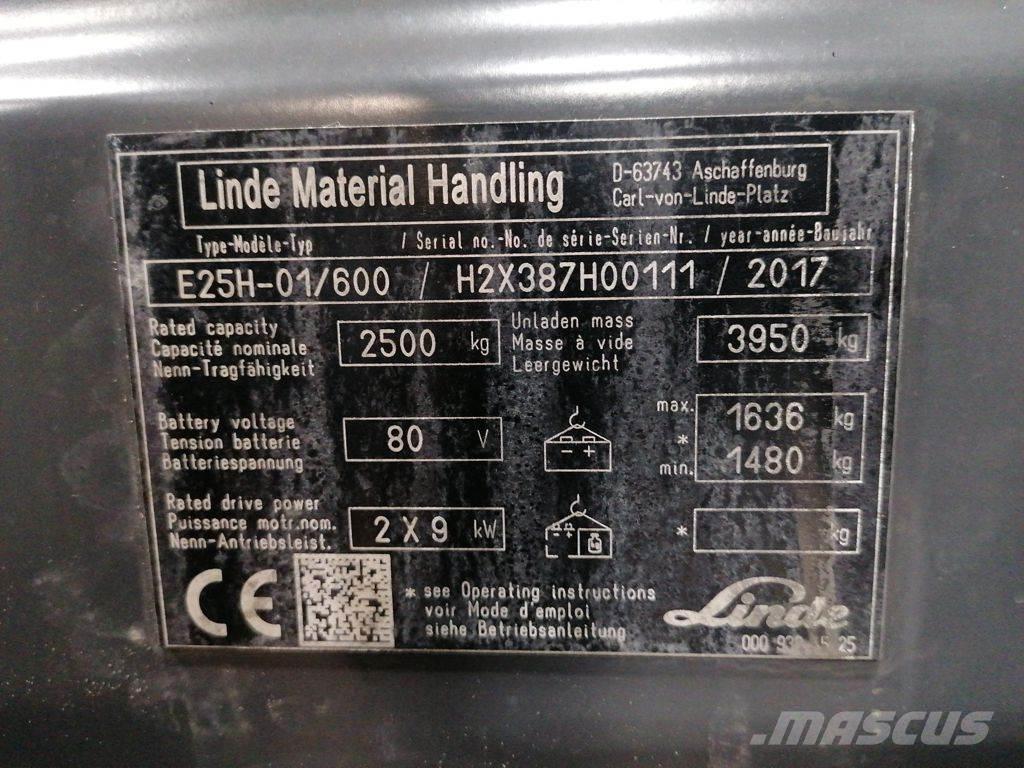 Linde Material Handling
D-63743 Aschaffenburg
Carl-von-Linde-Platz
Type-Modèle-Typ / Serial no.-No. de série-Serien-Nr. / year-année-Baujahr
E25H-01/600 / H2X387H00111 / 2017
Rated capacity
Capacité nominale
Nenn-Tragfähigkeit
2500 kg
Unladen mass
Masse à vide
Leergewicht
3950 kg
Battery voltage
Tension batterie
Batteriespannung
80 V
- +
max. 1636 kg
*
min. 1480 kg
Rated drive power
Puissance motr.nom.
Nenn-Antriebsleist.
2 X 9 kW
- +
* kg
CE
* see Operating instructions
voir Mode d'emploi
siehe Betriebsanleitung
Linde
000 25
MASCUS